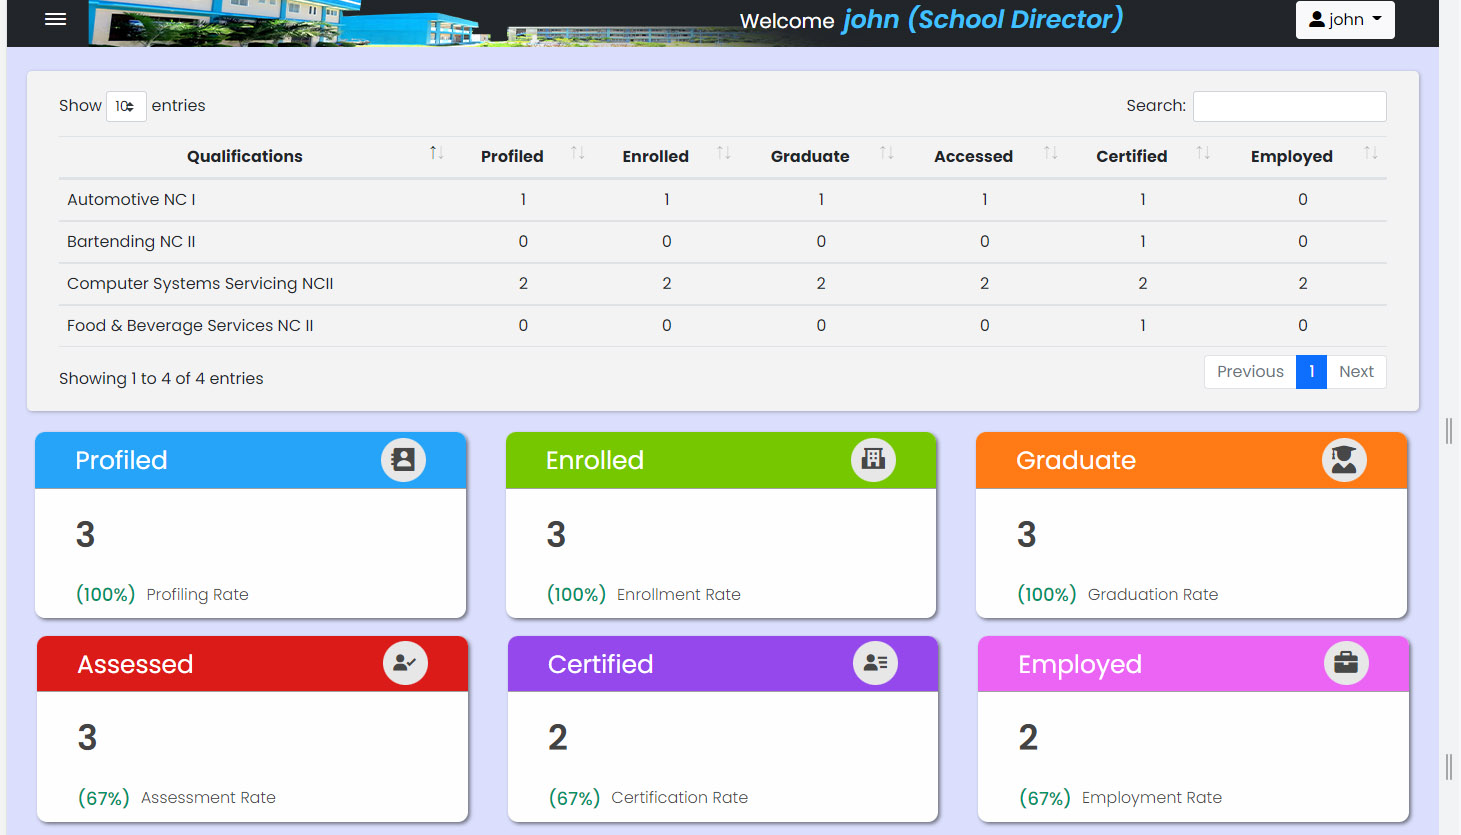 Welcome john (School Director)
john
Show 10 entries
Search:
Qualifications Profiled Enrolled Graduate Accessed Certified Employed
Automotive NC I 1 1 1 1 1 0
Bartending NC II 0 0 0 0 1 0
Computer Systems Servicing NCII 2 2 2 2 2 2
Food & Beverage Services NC II 0 0 0 0 1 0
Showing 1 to 4 of 4 entries
Previous 1 Next
Profiled
3
(100%) Profiling Rate
Enrolled
3
(100%) Enrollment Rate
Graduate
3
(100%) Graduation Rate
Assessed
3
(67%) Assessment Rate
Certified
2
(67%) Certification Rate
Employed
2
(67%) Employment Rate